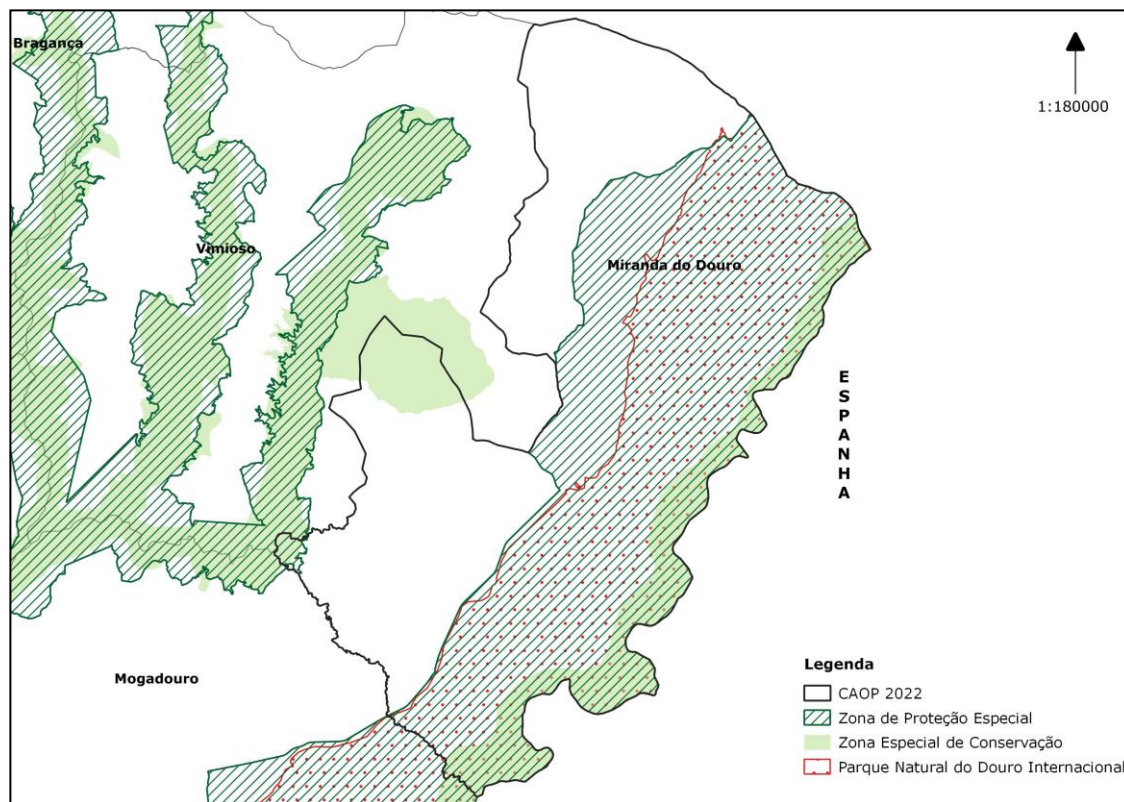 Bragança
1:180000
Vimioso
Miranda do Douro
ESPANHA
Mogadouro
Legenda
CAOP 2022
Zona de Proteção Especial
Zona Especial de Conservação
Parque Natural do Douro Internacional